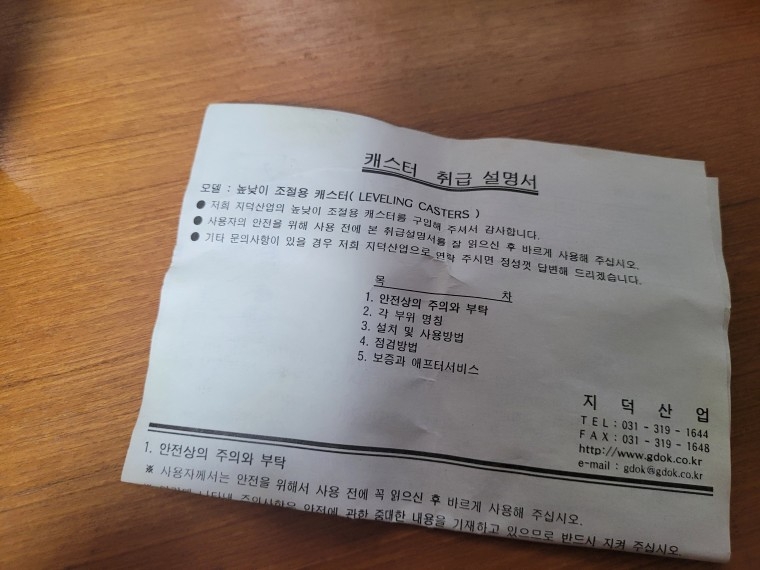 캐스터 취급 설명서
모델 : 높낮이 조절용 캐스터( LEVELING CASTERS )
● 저희 지덕산업의 높낮이 조절용 캐스터를 구입해 주셔서 감사합니다.
● 사용자의 안전을 위해 사용 전에 본 취급설명서를 잘 읽으신 후 바르게 사용해 주십시오.
● 기타 문의사항이 있을 경우 저희 지덕산업으로 연락 주시면 정성껏 답변해 드리겠습니다.
목 차
1. 안전상의 주의와 부탁
2. 각 부위 명칭
3. 설치 및 사용방법
4. 점검방법
5. 보증과 애프터서비스
지 덕 산 업
TEL : 031 - 319 - 1644
FAX : 031 - 319 - 1648
http://www.gdok.co.kr
e-mail : gdok@gdok.co.kr
1. 안전상의 주의와 부탁
※ 사용자께서는 안전을 위해서 사용 전에 꼭 읽으신 후 바르게 사용해 주십시오.
주의사항은 안전에 관한 중대한 내용을 기재하고 있으므로 반드시 지켜 주십시오